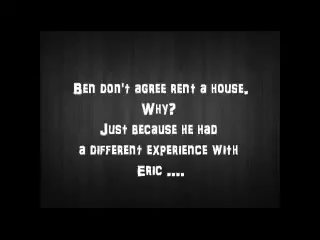 Ben don't agree rent a house.
Why?
Just because he had
a different experience with
Eric ....